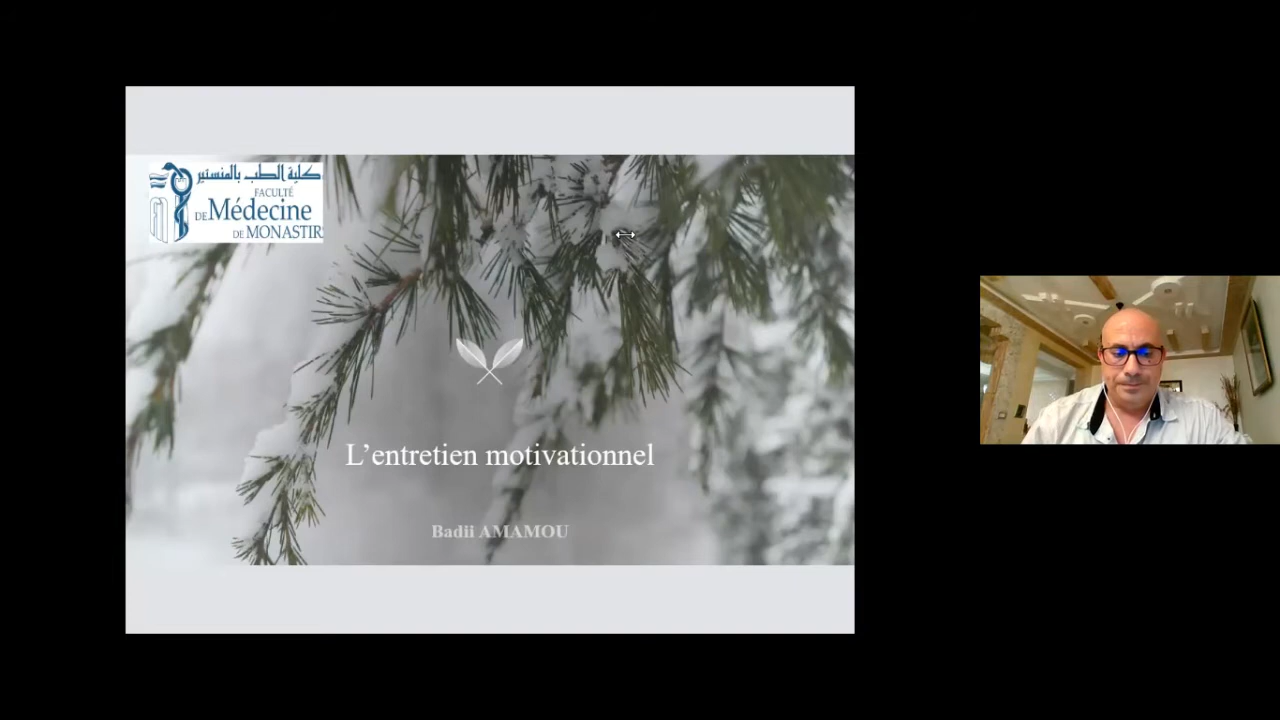 كلية الطب بالمنستير
FACULTÉ
DE Médecine
DE MONASTIR
L’entretien motivationnel
Badii AMAMOU